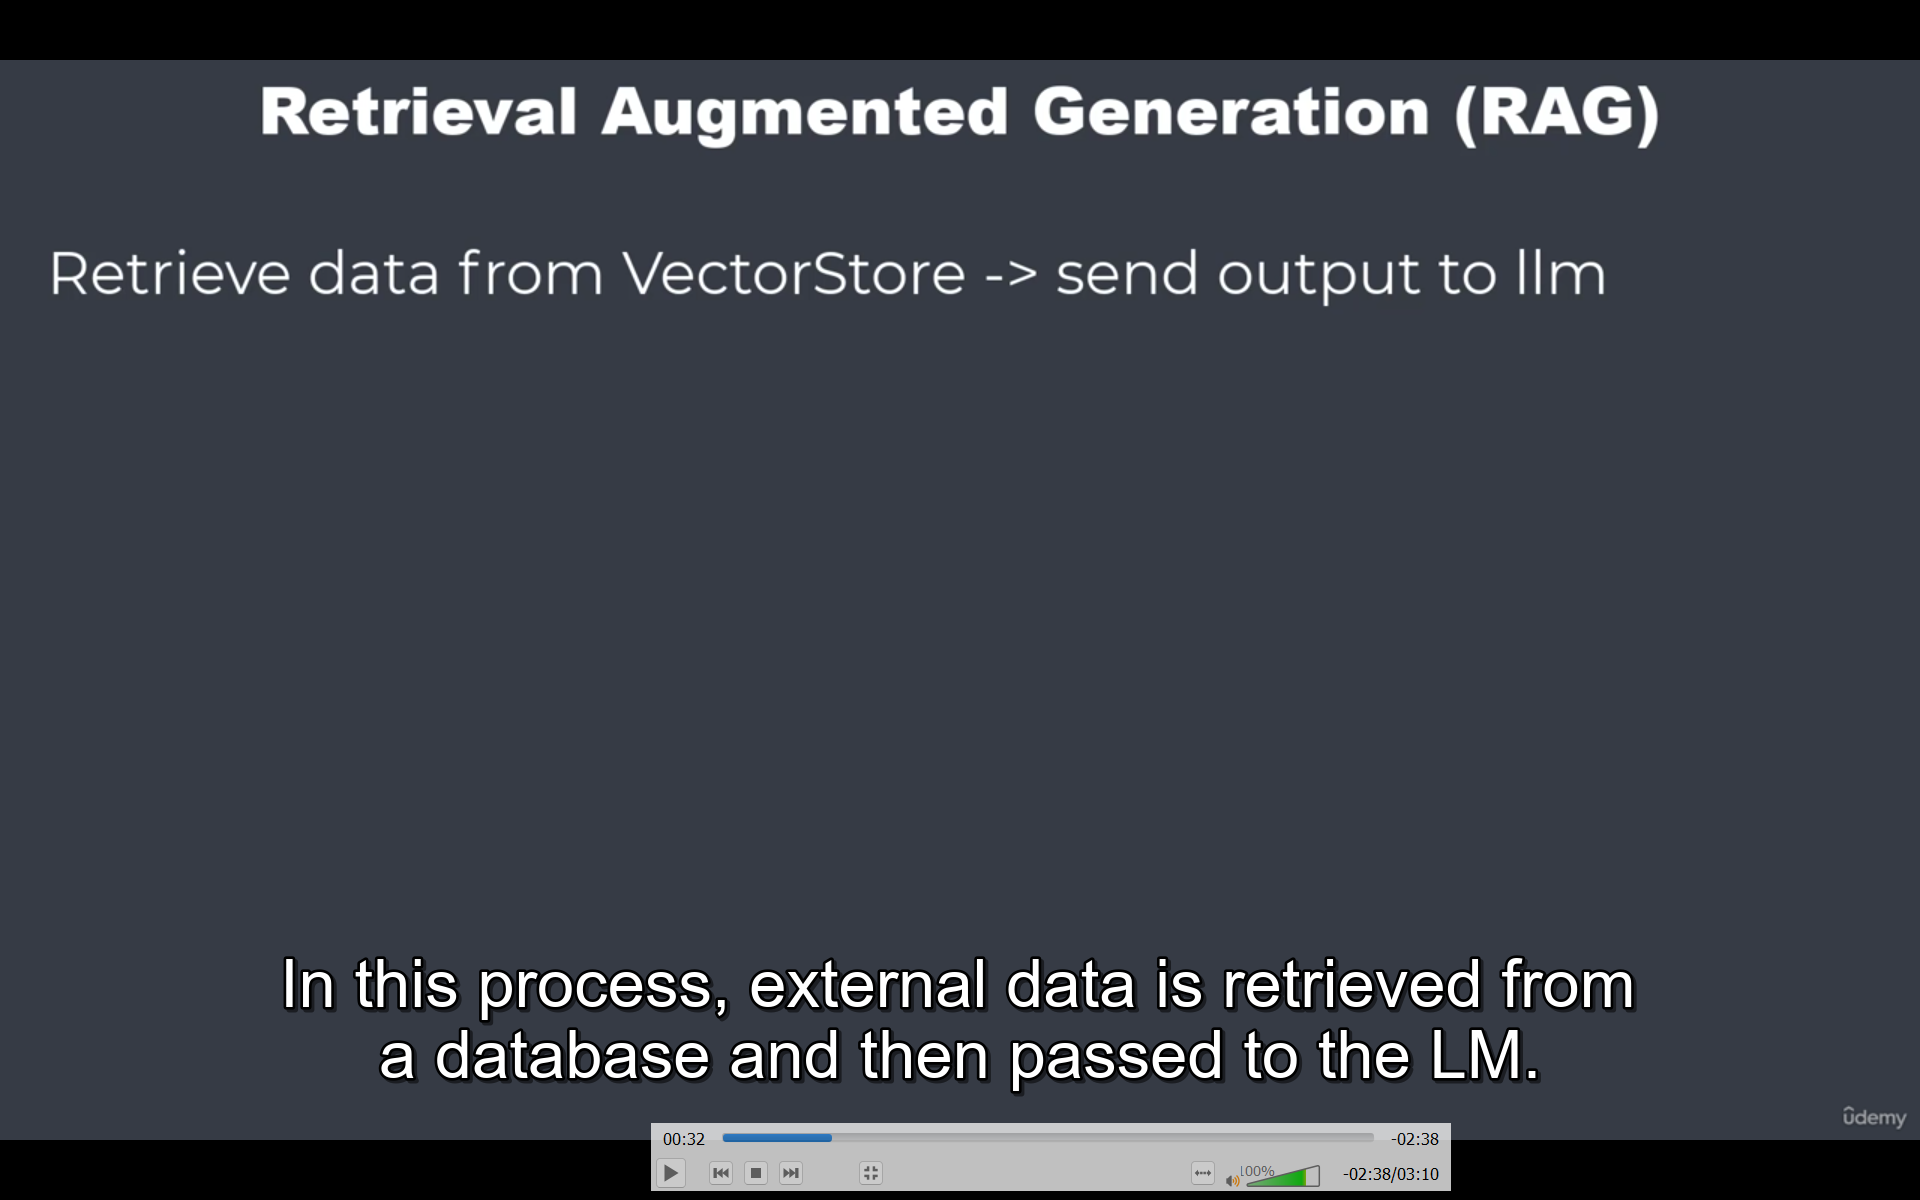 Retrieval Augmented Generation (RAG)
Retrieve data from VectorStore -> send output to llm
In this process, external data is retrieved from
a database and then passed to the LM.
ûdemy
00:32
-02:38
100%
-02:38/03:10